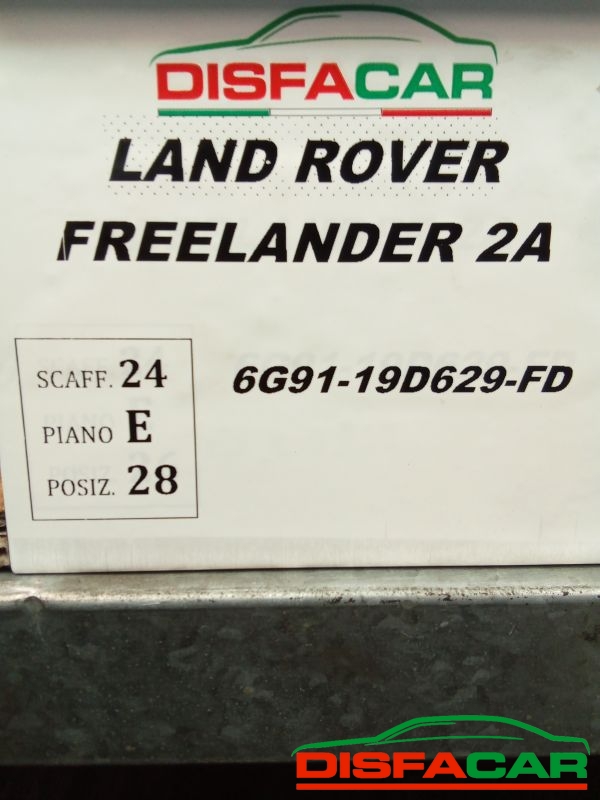 DISFACAR
LAND ROVER
FREELANDER 2A
SCAFF. 24
PIANO E
POSIZ. 28
6G91-19D629-FD
DISFACAR